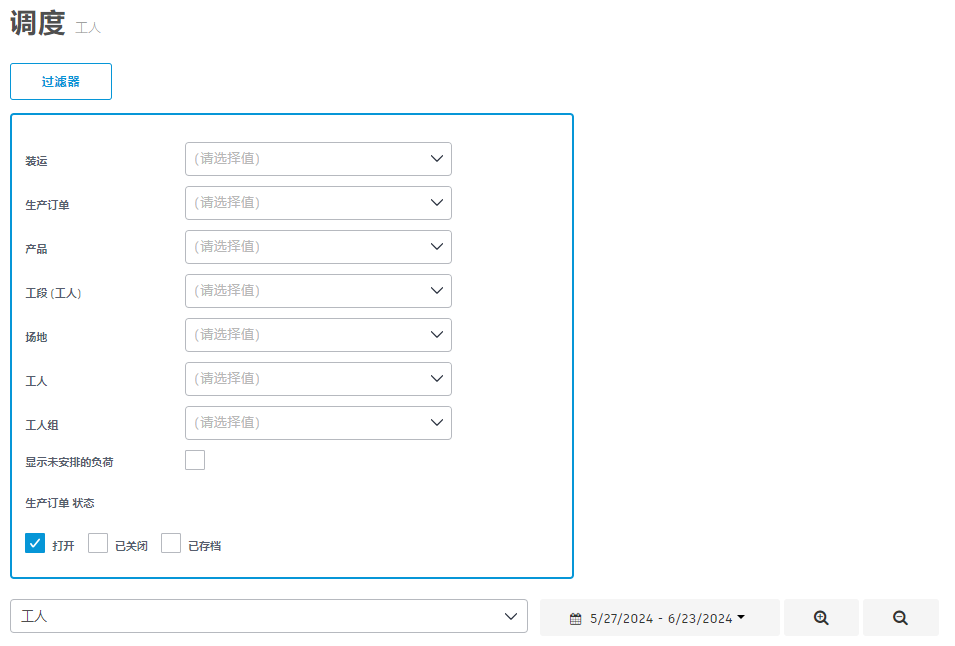 调度 工人
过滤器
装运 (请选择值)
生产订单 (请选择值)
产品 (请选择值)
工段 (工人) (请选择值)
场地 (请选择值)
工人 (请选择值)
工人组 (请选择值)
显示未安排的负荷
生产订单 状态
打开 已关闭 已存档
工人 5/27/2024 - 6/23/2024